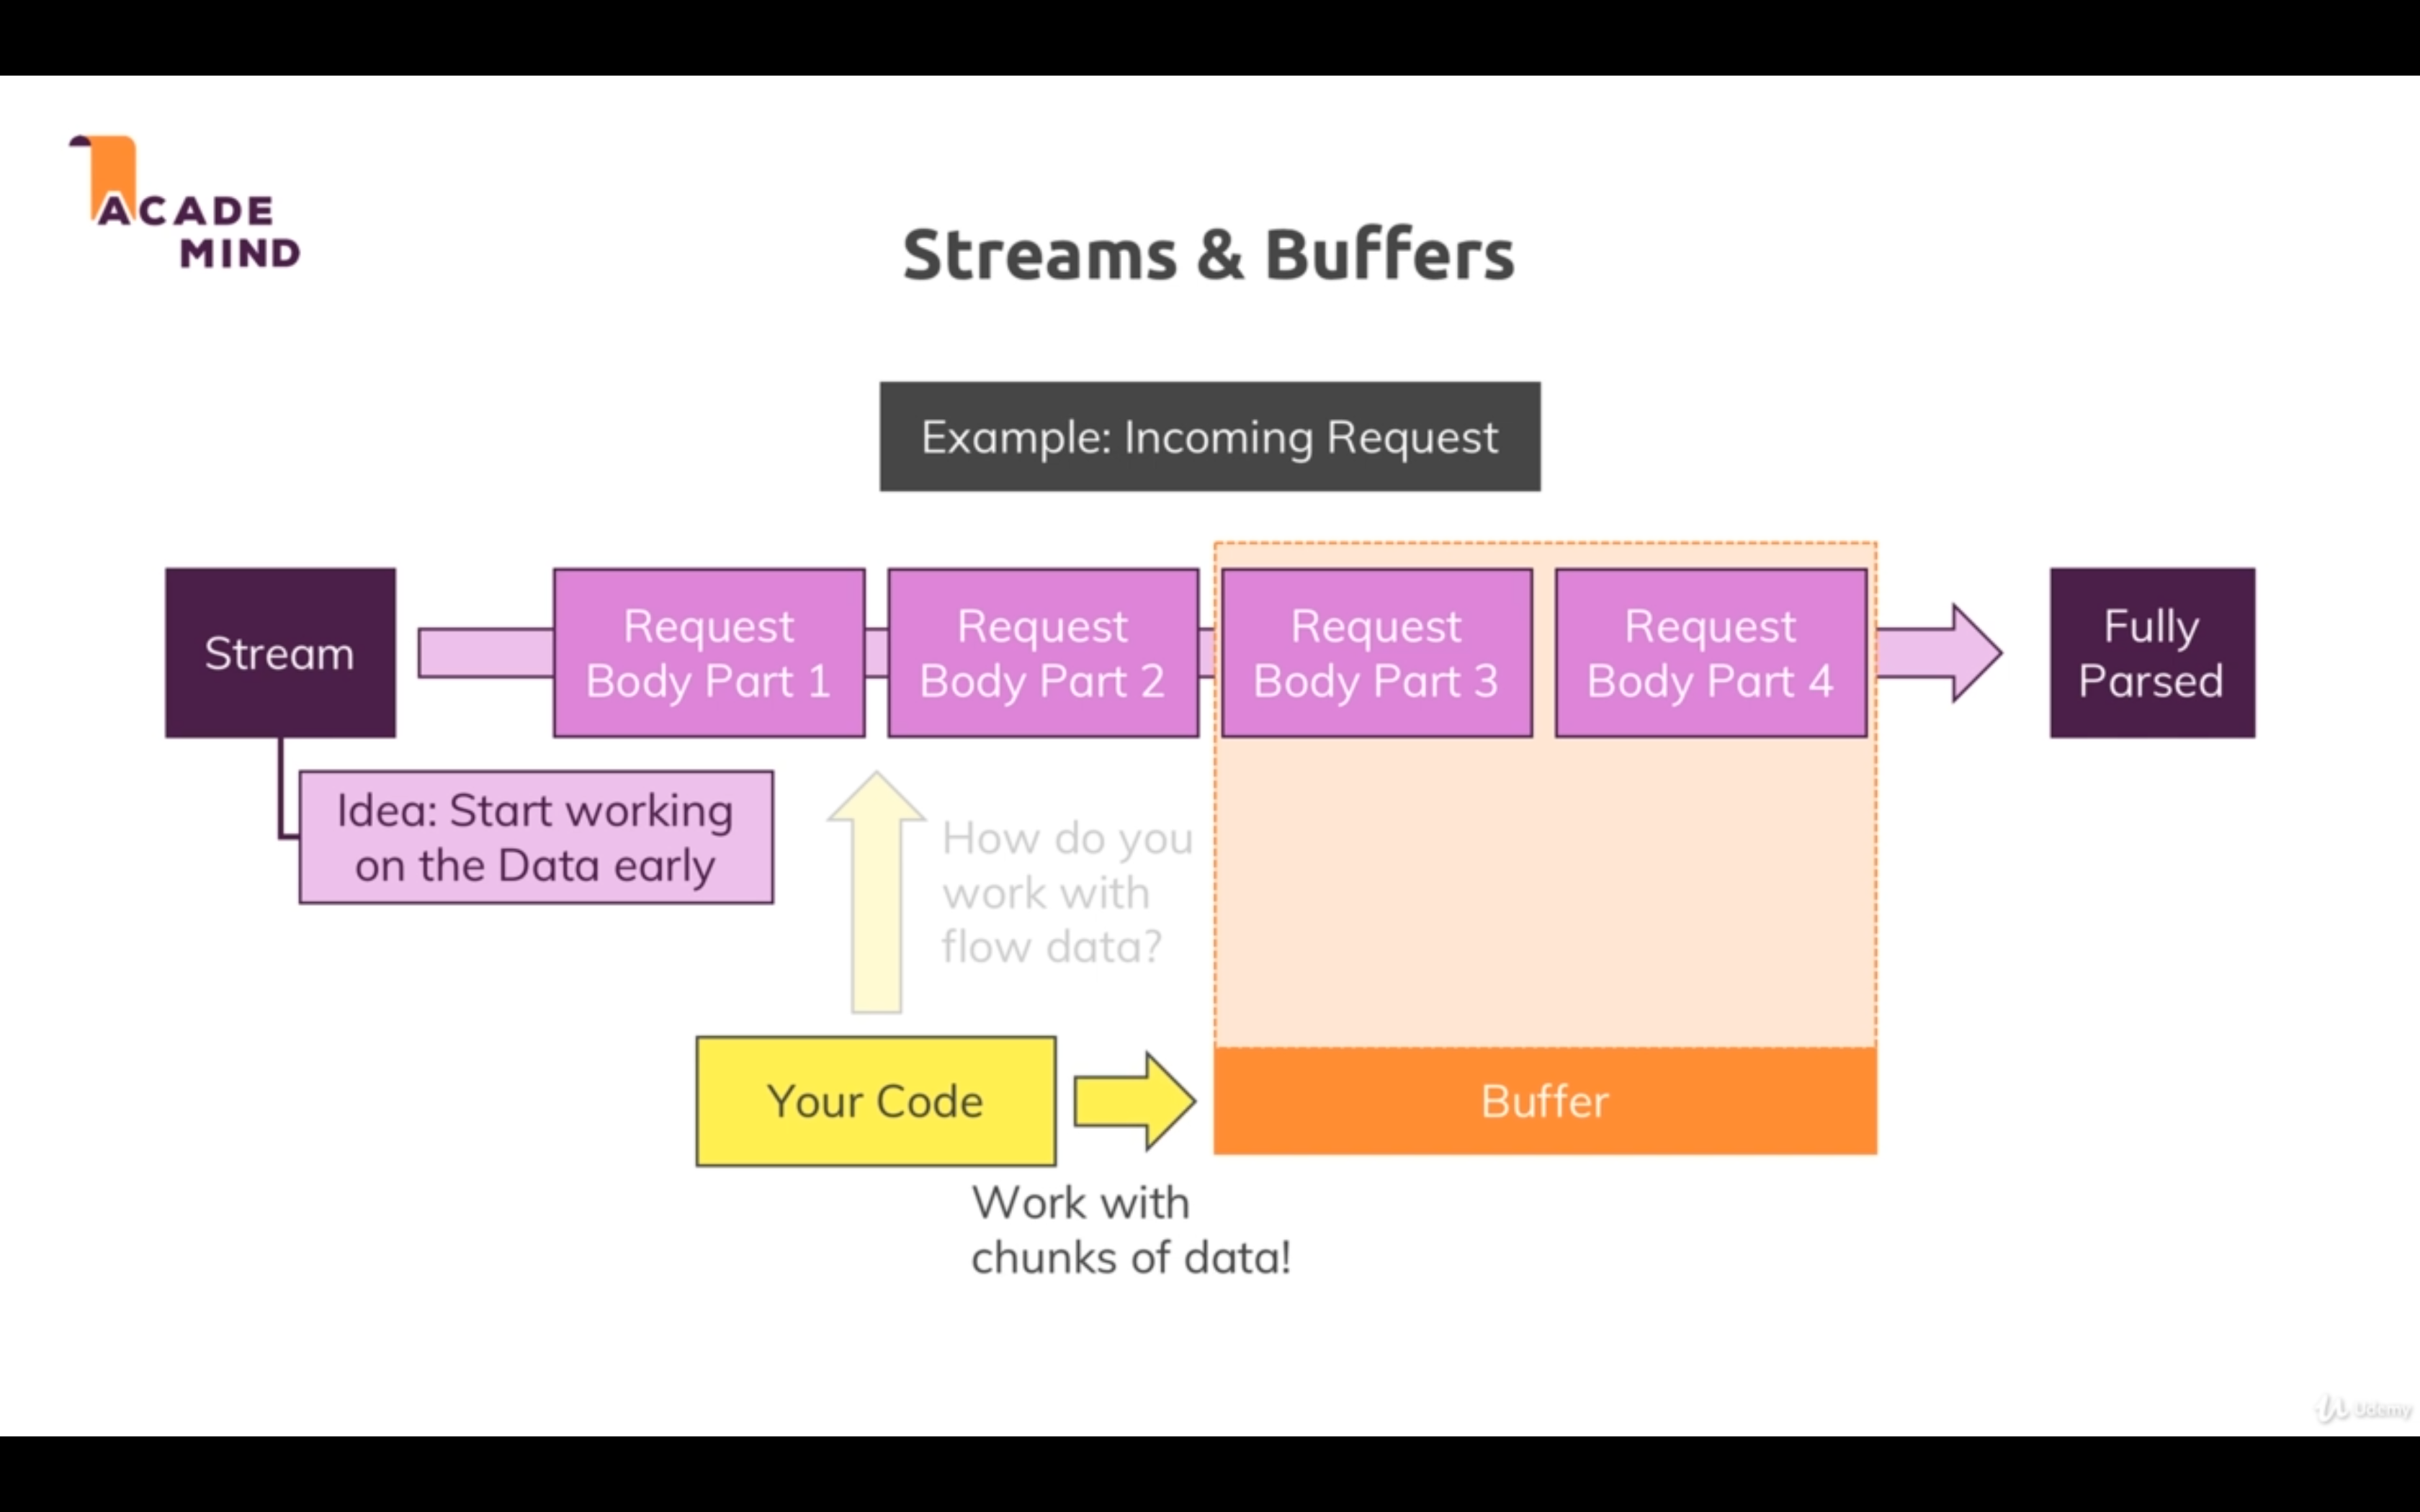 ACADE
MIND
Streams & Buffers
Example: Incoming Request
Stream
Request
Body Part 1
Request
Body Part 2
Request
Body Part 3
Request
Body Part 4
Fully
Parsed
Idea: Start working
on the Data early
How do you
work with
flow data?
Your Code
Buffer
Work with
chunks of data!
Udemy